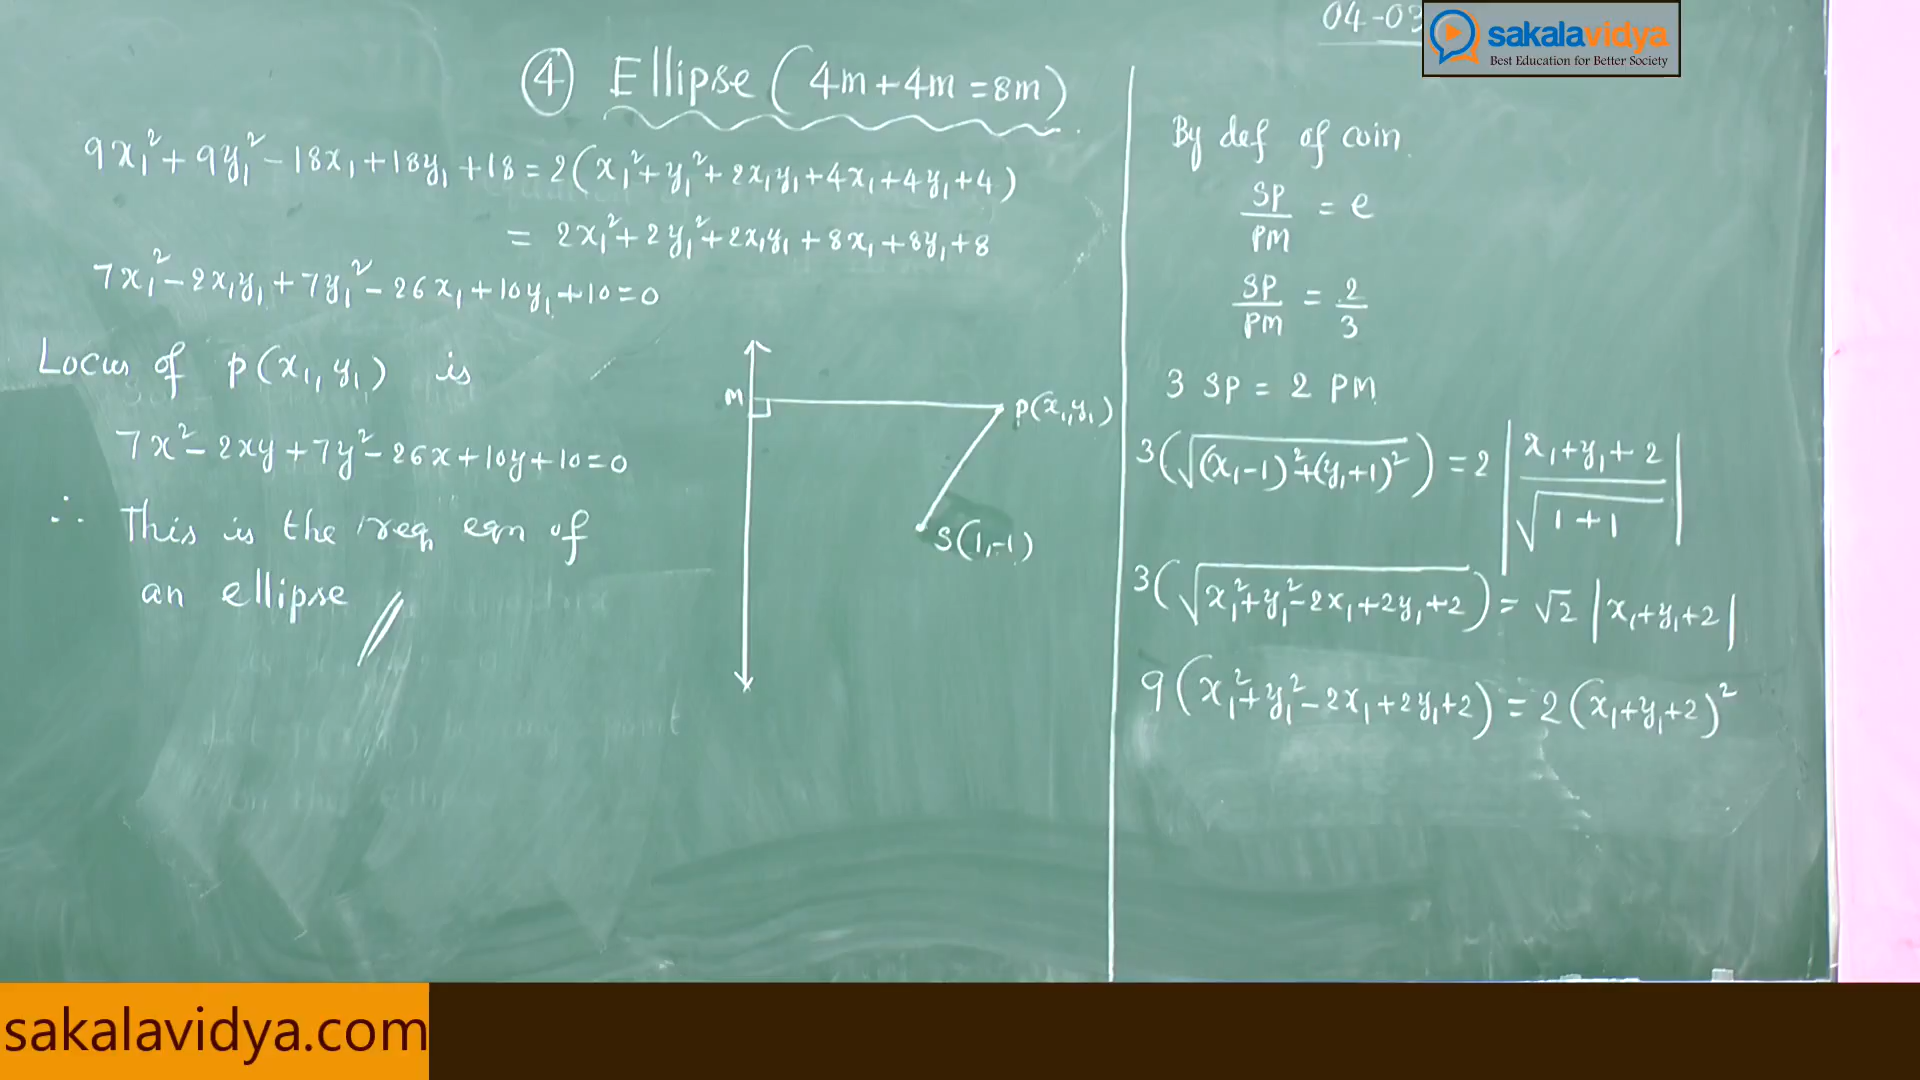 04-03
sakalavidya
Best Education for Better Society
④ Ellipse (4m+4m=8m)
9x₁²+9y₁²-18x₁+18y₁+18=2(x₁²+y₁²+2x₁y₁+4x₁+4y₁+4)
= 2x₁²+2y₁²+2x₁y₁+8x₁+8y₁+8
7x₁²-2x₁y₁+7y₁²-26x₁+10y₁+10=0
Locus of P(x₁,y₁) is
7x²-2xy+7y²-26x+10y+10=0
∴ This is the req eqn of
an ellipse //
M
P(x₁,y₁)
S(1,-1)
By def of coin
SP/PM = e
SP/PM = 2/3
3 SP = 2 PM
3(√(x₁-1)²+(y₁+1)²) = 2 |x₁+y₁+2/√1+1|
3(√x₁²+y₁²-2x₁+2y₁+2) = √2 |x₁+y₁+2|
9(x₁²+y₁²-2x₁+2y₁+2) = 2(x₁+y₁+2)²
sakalavidya.com